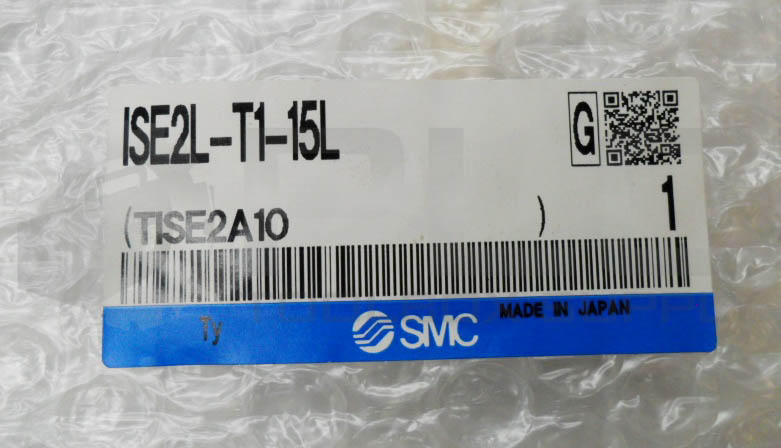 ISE2L-T1-15L
G
(TISE2A10 )
1
Ty
SMC
MADE IN JAPAN